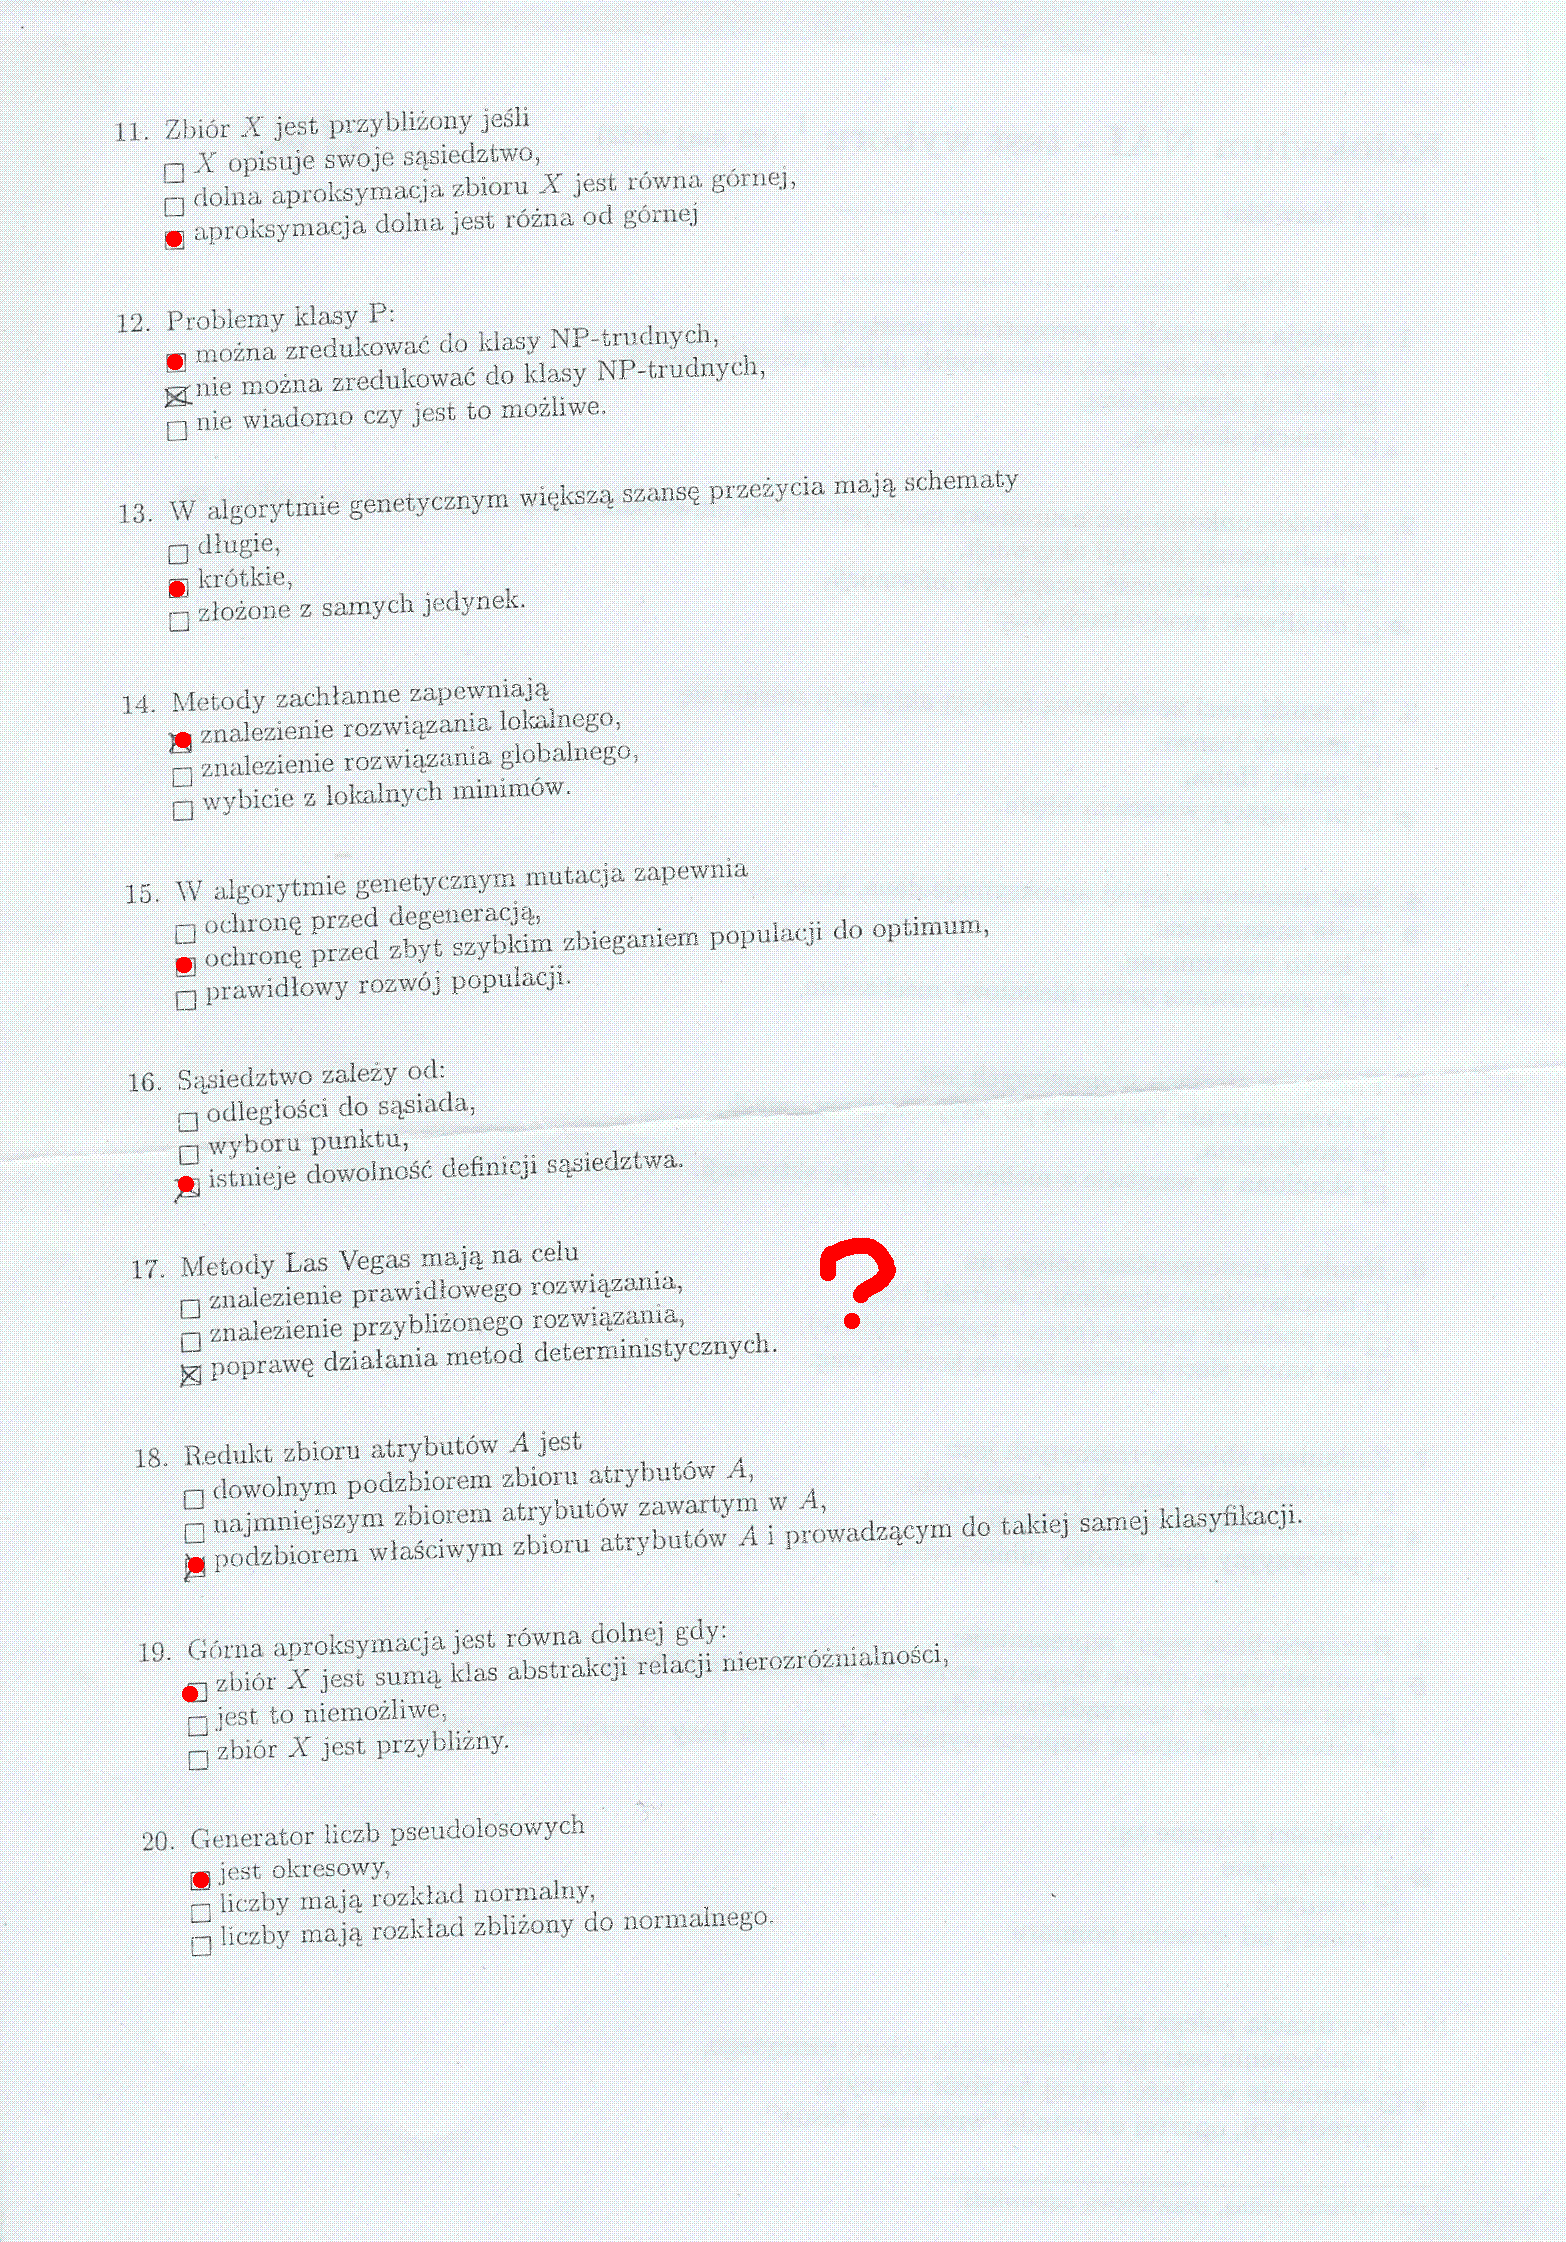 11. Zbiór X jest przybliżony jeśli
X opisuje swoje sąsiedztwo,
dolna aproksymacja zbioru X jest równa górnej,
aproksymacja dolna jest różna od górnej
12. Problemy klasy P:
można zredukować do klasy NP-trudnych,
nie można zredukować do klasy NP-trudnych,
nie wiadomo czy jest to możliwe.
13. W algorytmie genetycznym większą szansę przeżycia mają schematy
długie,
krótkie,
złożone z samych jedynek.
14. Metody zachłanne zapewniają
znalezienie rozwiązania lokalnego,
znalezienie rozwiązania globalnego,
wybicie z lokalnych minimów.
15. W algorytmie genetycznym mutacja zapewnia
ochronę przed degeneracją,
ochronę przed zbyt szybkim zbieganiem populacji do optimum,
prawidłowy rozwój populacji.
16. Sąsiedztwo zależy od:
odległości do sąsiada,
wyboru punktu,
istnieje dowolność definicji sąsiedztwa.
17. Metody Las Vegas mają na celu
?
znalezienie prawidłowego rozwiązania,
znalezienie przybliżonego rozwiązania,
poprawę działania metod deterministycznych.
18. Redukt zbioru atrybutów A jest
dowolnym podzbiorem zbioru atrybutów A,
najmniejszym zbiorem atrybutów zawartym w A,
podzbiorem właściwym zbioru atrybutów A i prowadzącym do takiej samej klasyfikacji.
19. Górna aproksymacja jest równa dolnej gdy:
zbiór X jest sumą klas abstrakcji relacji nierozróżnialności,
jest to niemożliwe,
zbiór X jest przybliżny.
20. Generator liczb pseudolosowych
jest okresowy,
liczby mają rozkład normalny,
liczby mają rozkład zbliżony do normalnego.